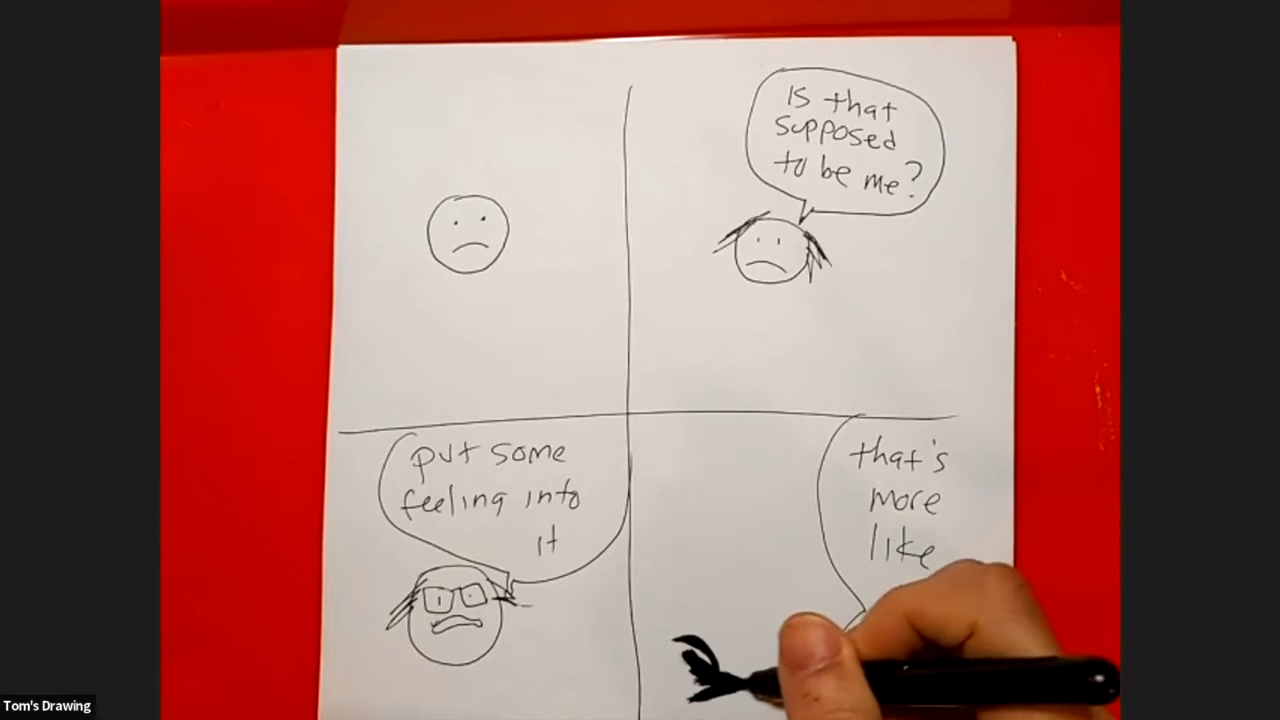 Is that
supposed
to be me?
put some
feeling into
it
that's
more
like
Tom's Drawing